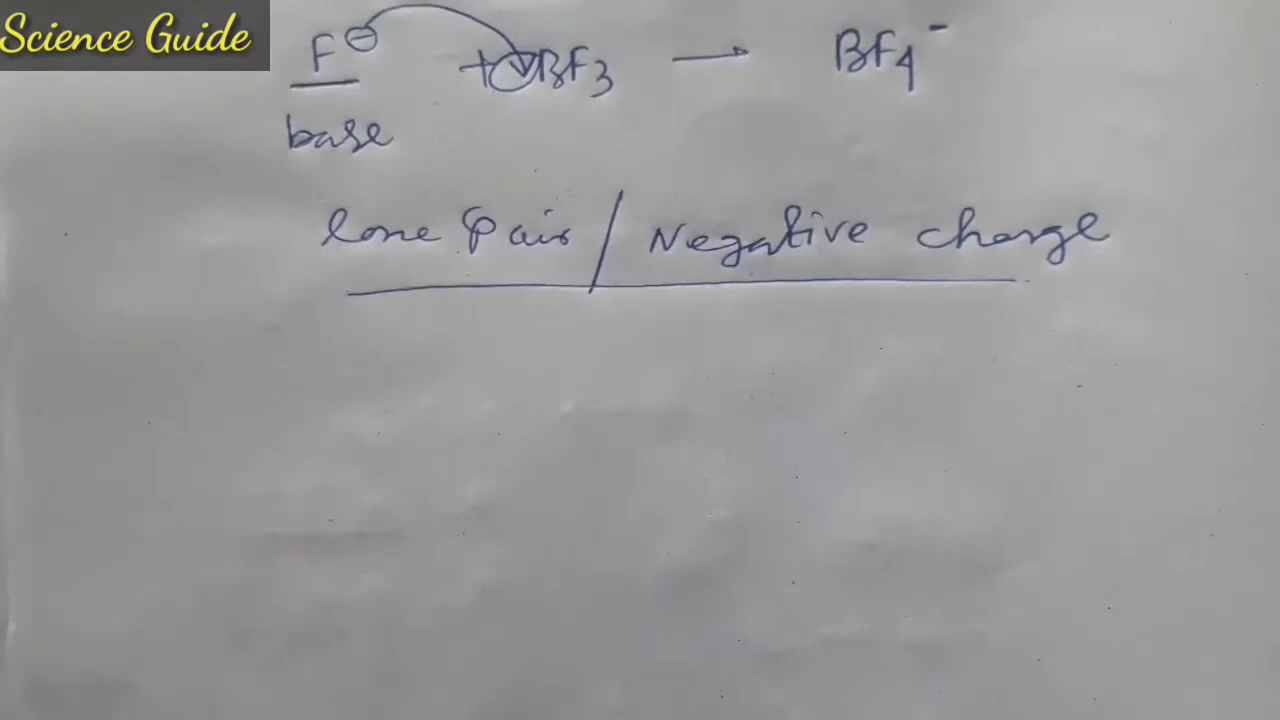 Science Guide
F⊖ + BF3 → BF4-
base
lone Pair / Negative charge